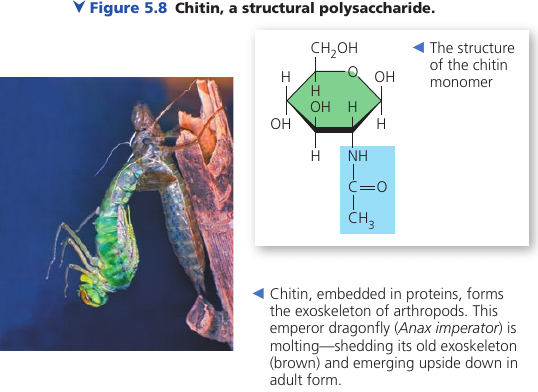 Figure 5.8 Chitin, a structural polysaccharide.
CH2OH
O
H
OH
H
OH
H
OH
H
H
NH
C=O
CH3
The structure
of the chitin
monomer
Chitin, embedded in proteins, forms
the exoskeleton of arthropods. This
emperor dragonfly (Anax imperator) is
molting—shedding its old exoskeleton
(brown) and emerging upside down in
adult form.